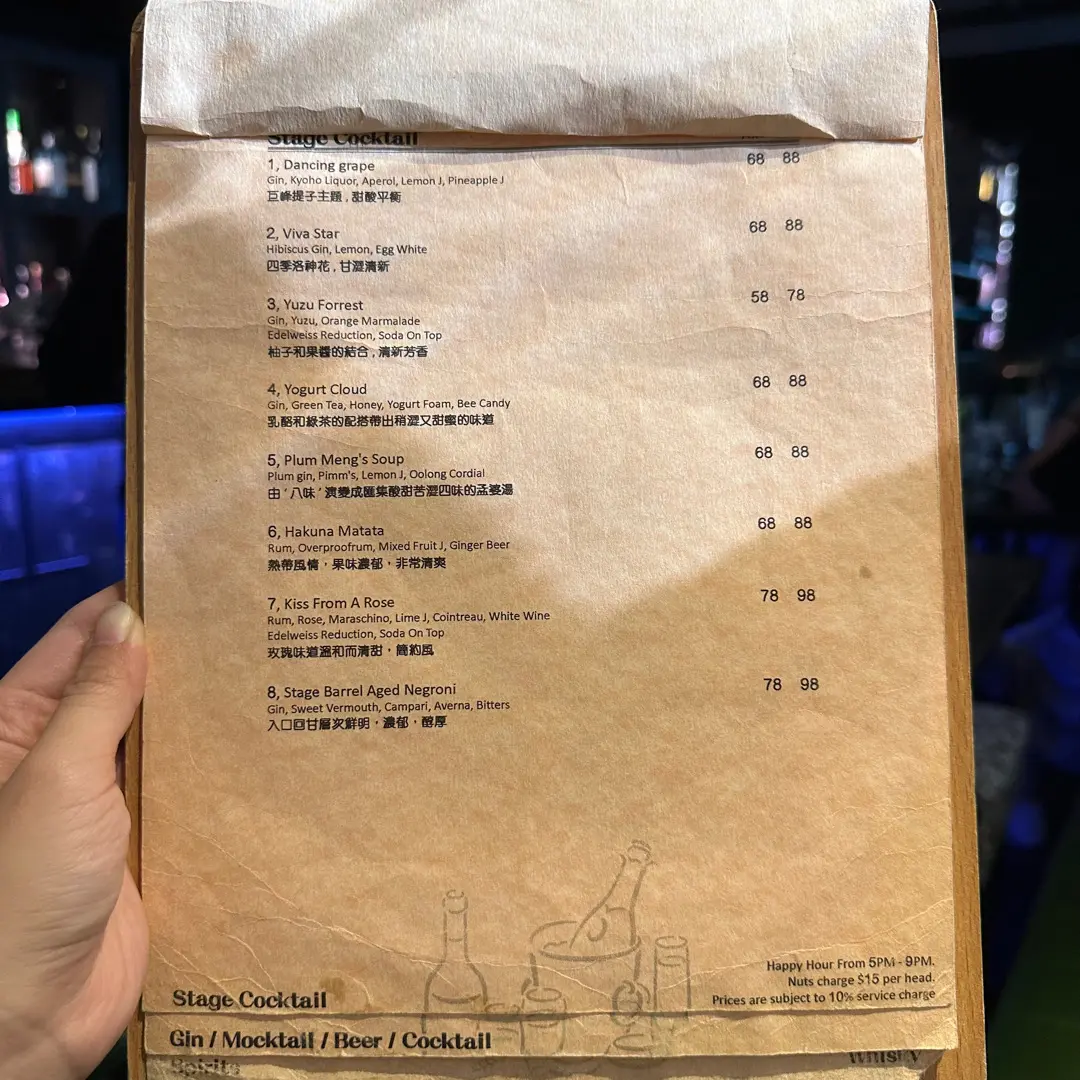 Stage Cocktail
1, Dancing grape 68 88
Gin, Kyoho Liquor, Aperol, Lemon J, Pineapple J
巨峰提子主題 , 甜酸平衡
2, Viva Star 68 88
Hibiscus Gin, Lemon, Egg White
四季洛神花 , 甘澀清新
3, Yuzu Forrest 58 78
Gin, Yuzu, Orange Marmalade
Edelweiss Reduction, Soda On Top
柚子和果醬的結合 , 清新芳香
4, Yogurt Cloud 68 88
Gin, Green Tea, Honey, Yogurt Foam, Bee Candy
乳酪和綠茶的配搭帶出稍澀又甜蜜的味道
5, Plum Meng's Soup 68 88
Plum gin, Pimm's, Lemon J, Oolong Cordial
由 ‘ 八味 ’ 演變成匯集酸甜苦澀四味的孟婆湯
6, Hakuna Matata 68 88
Rum, Overproofrum, Mixed Fruit J, Ginger Beer
熱帶風情，果味濃郁，非常清爽
7, Kiss From A Rose 78 98
Rum, Rose, Maraschino, Lime J, Cointreau, White Wine
Edelweiss Reduction, Soda On Top
玫瑰味道溫和而清甜，簡約風
8, Stage Barrel Aged Negroni 78 98
Gin, Sweet Vermouth, Campari, Averna, Bitters
入口回甘層次鮮明，濃郁，醇厚
Happy Hour From 5PM - 9PM.
Nuts charge $15 per head.
Prices are subject to 10% service charge
Stage Cocktail
Gin / Mocktail / Beer / Cocktail
Spirits Whisky